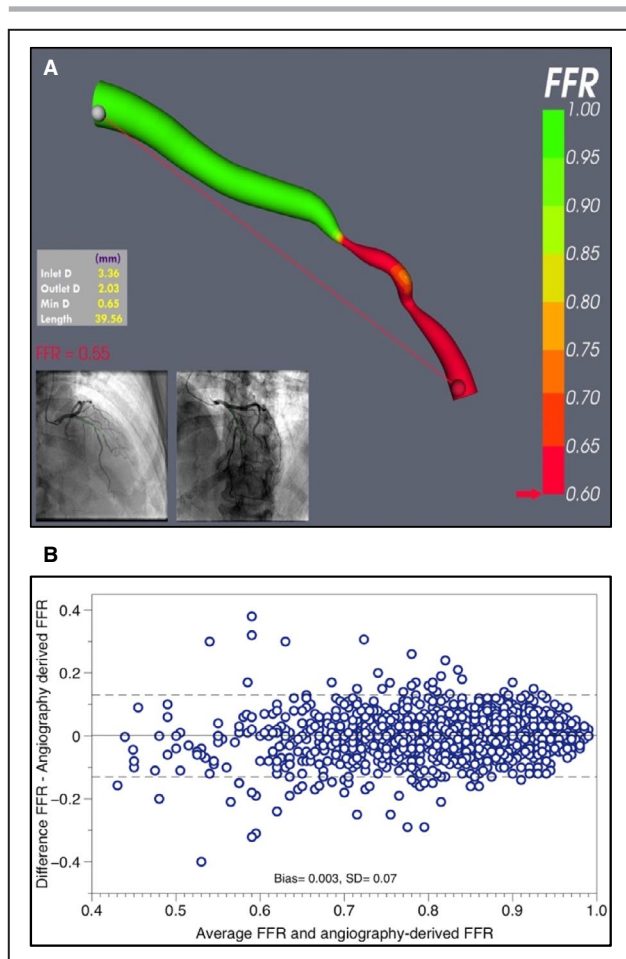 A
FFR
1.00
0.95
0.90
0.85
0.80
0.75
0.70
0.65
0.60
(mm)
Inlet D 3.36
Outlet D 2.03
Min D 0.65
Length 39.56
FFR = 0.55
B
Difference FFR - Angiography derived FFR
0.4
0.2
0
−0.2
−0.4
Bias= 0.003, SD= 0.07
0.4 0.5 0.6 0.7 0.8 0.9 1.0
Average FFR and angiography-derived FFR